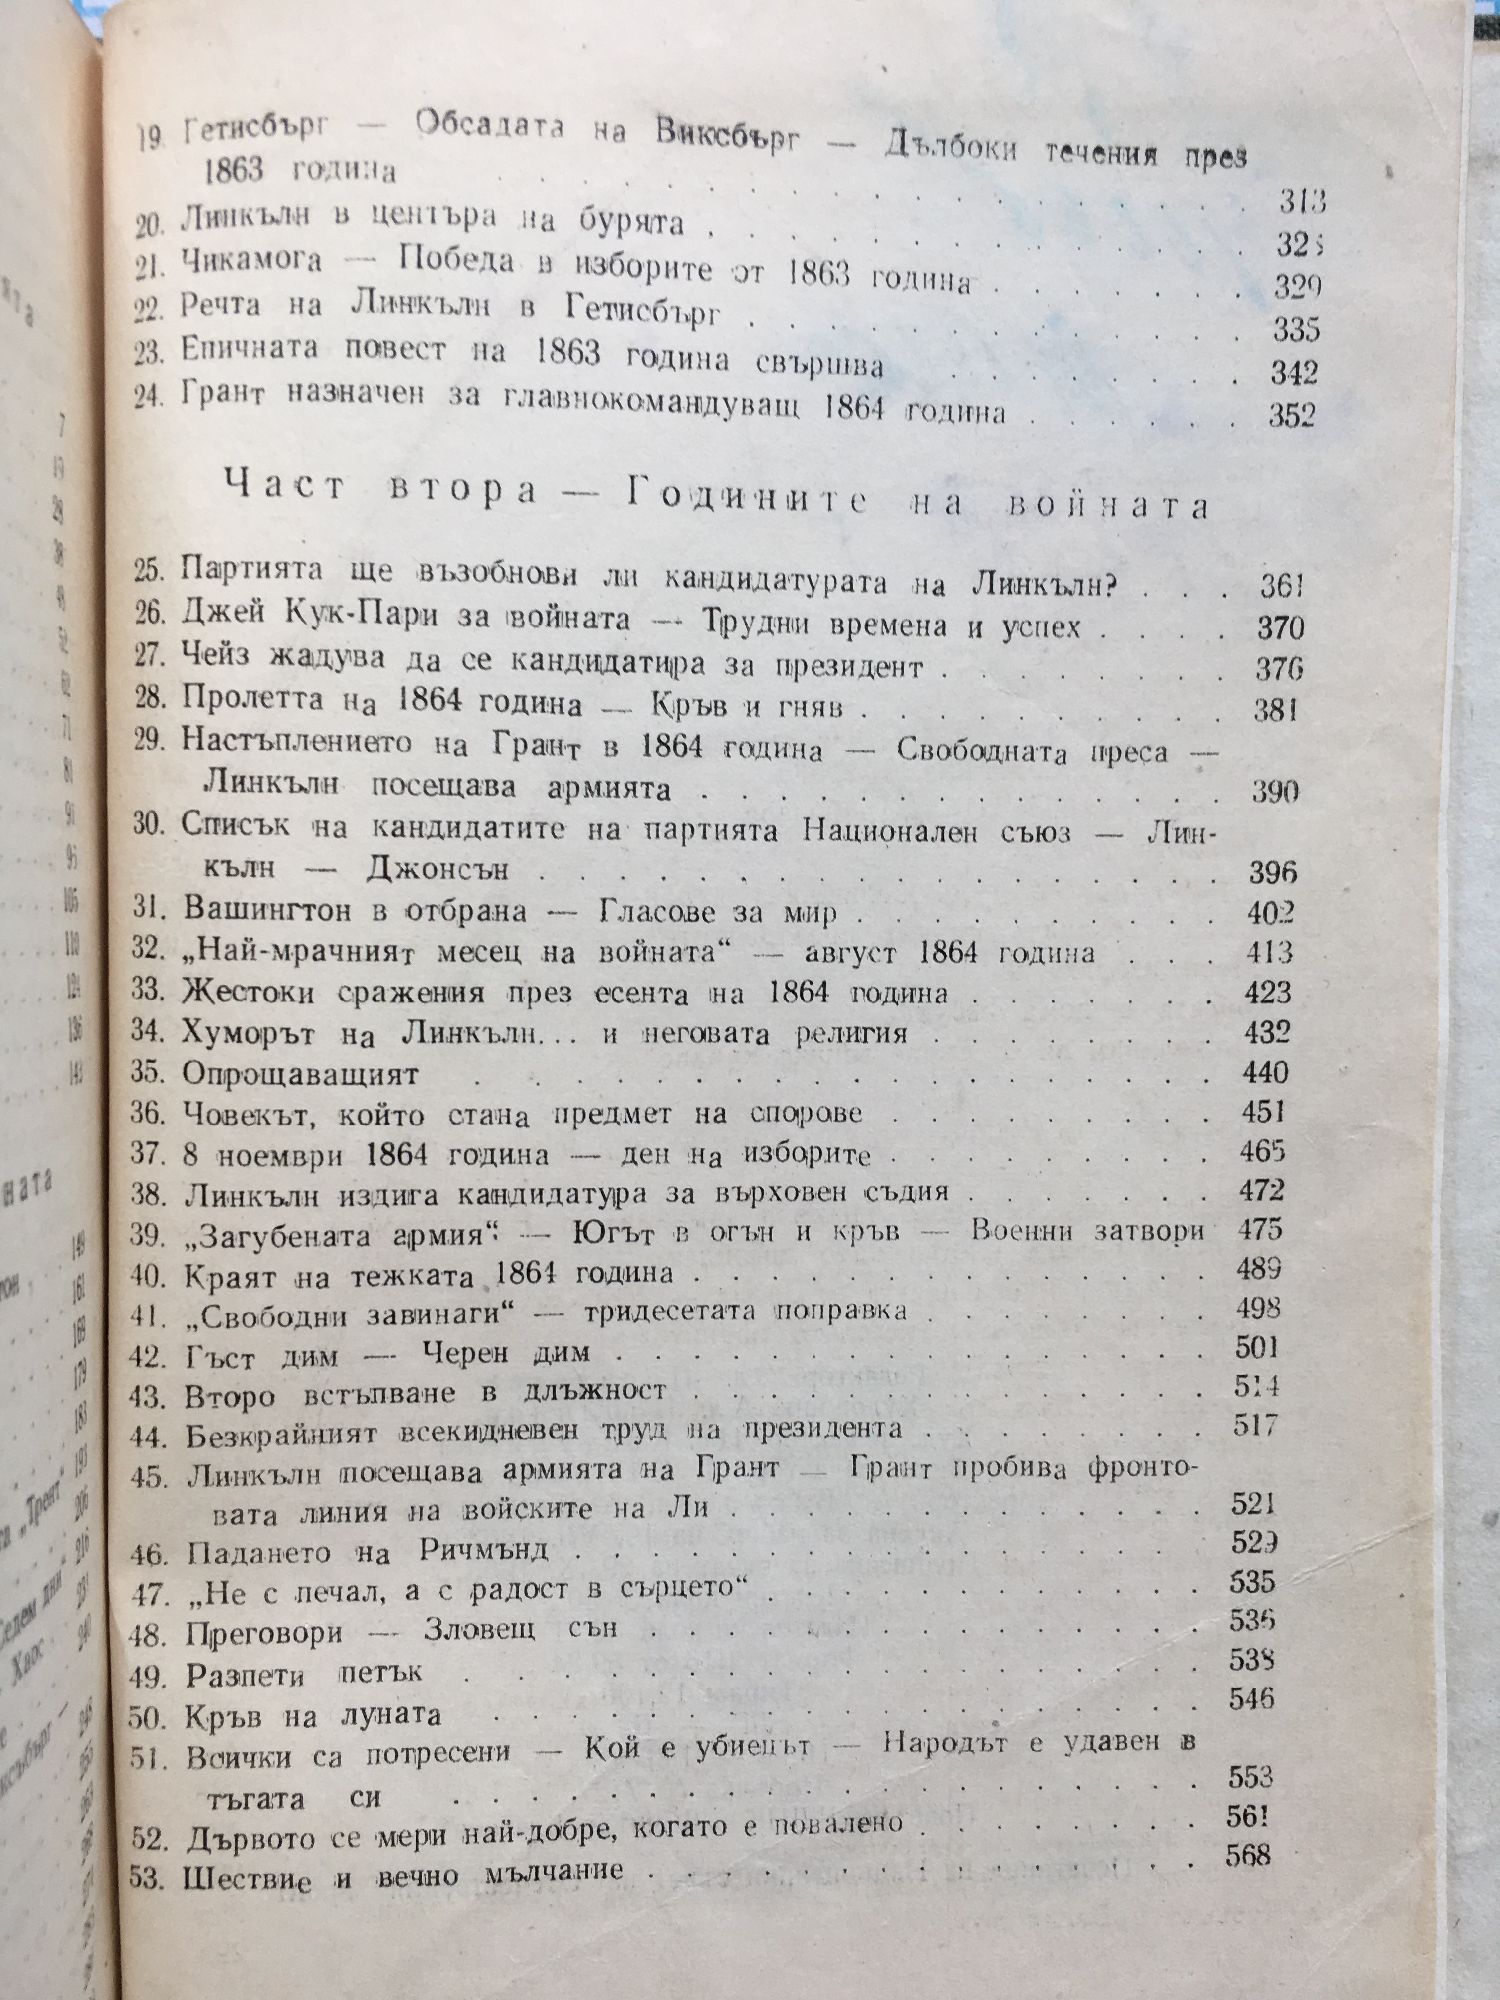 19. Гетисбърг — Обсадата на Виксбърг — Дълбоки течения през
1863 година . . . . . . . . . . . . . . . . 313
20. Линкълн в центъра на бурята . . . . . . . . . . . 32
21. Чикамога — Победа в изборите от 1863 година . . . . . . 329
22. Речта на Линкълн в Гетисбърг . . . . . . . . . . 335
23. Епичната повест на 1863 година свършва . . . . . . . 342
24. Грант назначен за главнокомандуващ 1864 година . . . . . 352
Част втора — Годините на войната
25. Партията ще възобнови ли кандидатурата на Линкълн? . . . 361
26. Джей Кук-Пари за войната — Трудни времена и успех . . . . 370
27. Чейз жадува да се кандидатира за президент . . . . . . . 376
28. Пролетта на 1864 година — Кръв и гняв . . . . . . . . . 381
29. Настъплението на Грант в 1864 година — Свободната преса —
Линкълн посещава армията . . . . . . . . . . . . . 390
30. Списък на кандидатите на партията Национален съюз — Лин-
кълн — Джонсън . . . . . . . . . . . . . . . . . 396
31. Вашингтон в отбрана — Гласове за мир . . . . . . . . . 402
32. „Най-мрачният месец на войната“ — август 1864 година . . . 413
33. Жестоки сражения през есента на 1864 година . . . . . . . 423
34. Хуморът на Линкълн... и неговата религия . . . . . . . . 432
35. Опрощаващият . . . . . . . . . . . . . . . . . . 440
36. Човекът, който стана предмет на спорове . . . . . . . . 451
37. 8 ноември 1864 година — ден на изборите . . . . . . . . 465
38. Линкълн издига кандидатура за върховен съдия . . . . . . 472
39. „Загубената армия“ — Югът в огън и кръв — Военни затвори 475
40. Краят на тежката 1864 година . . . . . . . . . . . . . 489
41. „Свободни завинаги“ — тридесетата поправка . . . . . . . 498
42. Гъст дим — Черен дим . . . . . . . . . . . . . . . 501
43. Второ встъпване в длъжност . . . . . . . . . . . . . 514
44. Безкрайният всекидневен труд на президента . . . . . . . 517
45. Линкълн посещава армията на Грант — Грант пробива фронто-
вата линия на войските на Ли . . . . . . . . . . . . 521
46. Падането на Ричмънд . . . . . . . . . . . . . . . 529
47. „Не с печал, а с радост в сърцето“ . . . . . . . . . . . 535
48. Преговори — Зловещ сън . . . . . . . . . . . . . . 536
49. Разпети петък . . . . . . . . . . . . . . . . . . 538
50. Кръв на луната . . . . . . . . . . . . . . . . . . 546
51. Всички са потресени — Кой е убиецът — Народът е удавен в
тъгата си . . . . . . . . . . . . . . . . . . 553
52. Дървото се мери най-добре, когато е повалено . . . . . . . 561
53. Шествие и вечно мълчание . . . . . . . . . . . . . . 568